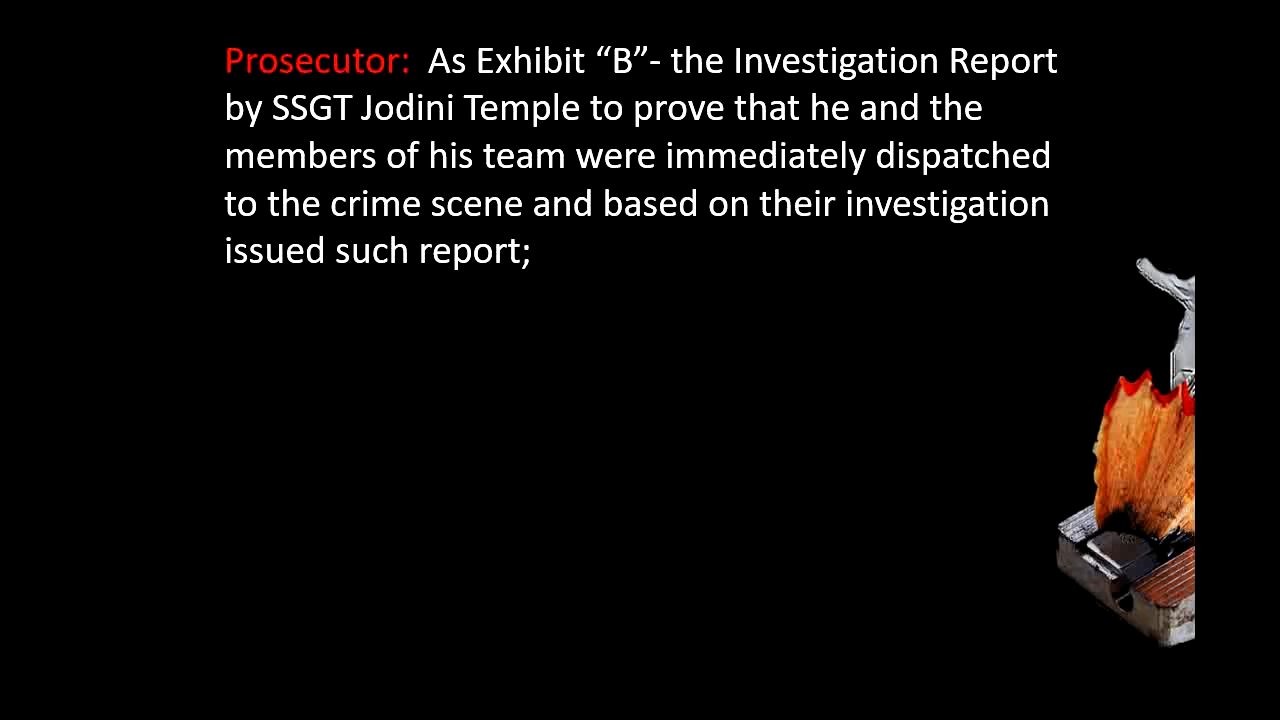 Prosecutor:  As Exhibit “B”- the Investigation Report
by SSGT Jodini Temple to prove that he and the
members of his team were immediately dispatched
to the crime scene and based on their investigation
issued such report;